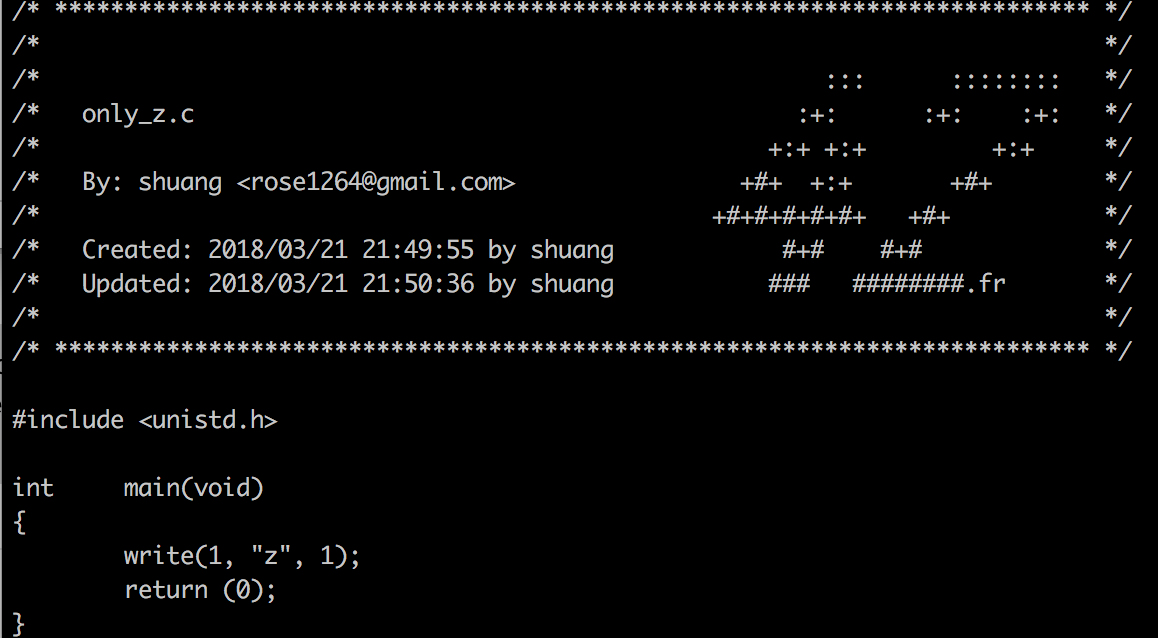 /* ************************************************************************** */
/*                                                                            */
/*                                                        :::      ::::::::   */
/*   only_z.c                                           :+:      :+:    :+:   */
/*                                                    +:+ +:+         +:+     */
/*   By: shuang <rose1264@gmail.com>                +#+  +:+       +#+        */
/*                                                +#+#+#+#+#+   +#+           */
/*   Created: 2018/03/21 21:49:55 by shuang            #+#    #+#             */
/*   Updated: 2018/03/21 21:50:36 by shuang           ###   ########.fr       */
/*                                                                            */
/* ************************************************************************** */
#include <unistd.h>
int     main(void)
{
        write(1, "z", 1);
        return (0);
}